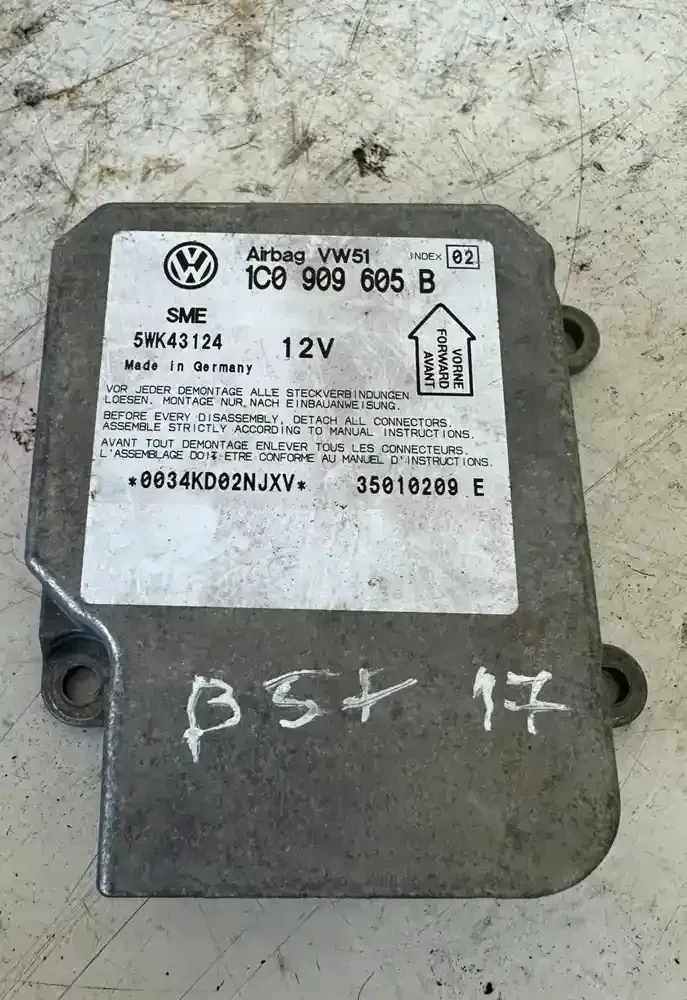 Airbag VW51 INDEX 02
1C0 909 605 B
SME
5WK43124 12V
Made in Germany
VORNE
FORWARD
AVANT
VOR JEDER DEMONTAGE ALLE STECKVERBINDUNGEN
LOESEN. MONTAGE NUR NACH EINBAUANWEISUNG.
BEFORE EVERY DISASSEMBLY, DETACH ALL CONNECTORS.
ASSEMBLE STRICTLY ACCORDING TO MANUAL INSTRUCTIONS.
AVANT TOUT DEMONTAGE ENLEVER TOUS LES CONNECTEURS.
L'ASSEMBLAGE DOIT ETRE CONFORME AU MANUEL D'INSTRUCTIONS.
*0034KD02NJXV* 35010209 E
17